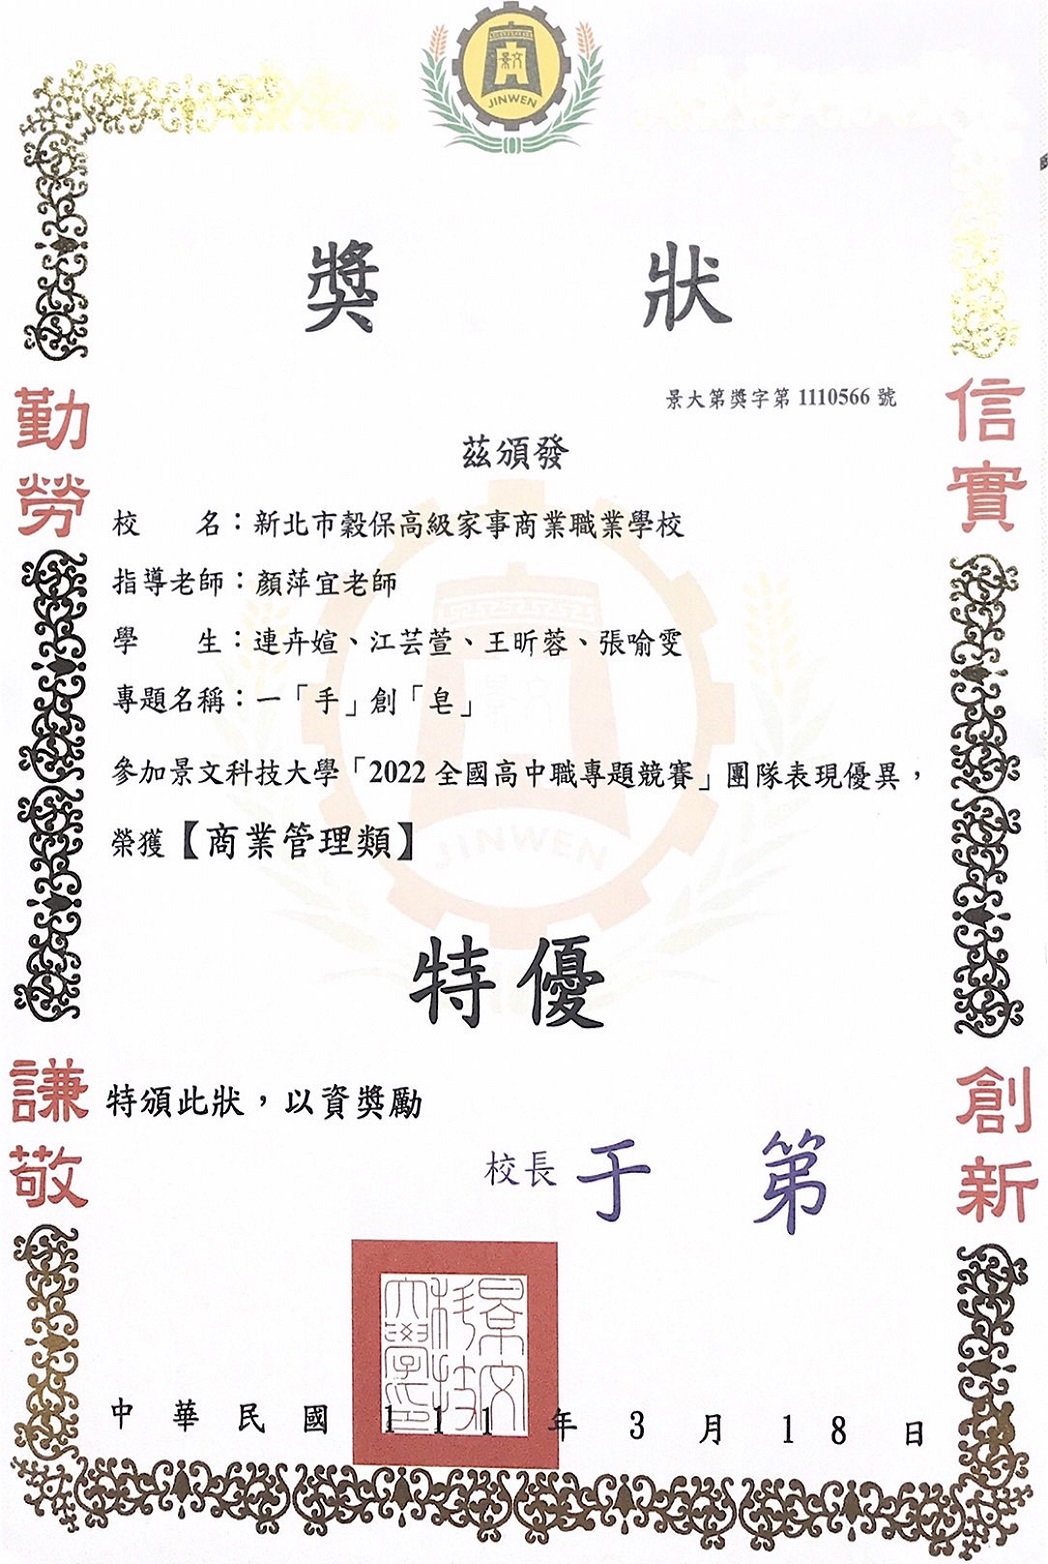 景文
JINWEN
獎 狀
景大第獎字第 1110566 號
茲頒發
校 名：新北市穀保高級家事商業職業學校
指導老師：顏萍宜老師
學 生：連卉媗、江芸萱、王昕蓉、張喻雯
專題名稱：一「手」創「皂」
參加景文科技大學「2022 全國高中職專題競賽」團隊表現優異，
榮獲【商業管理類】
JINWEN
特優
特頒此狀，以資獎勵
校長 于 第
景文科技大學印
中 華 民 國 111 年 3 月 18 日
信實
創新
勤勞
謙敬